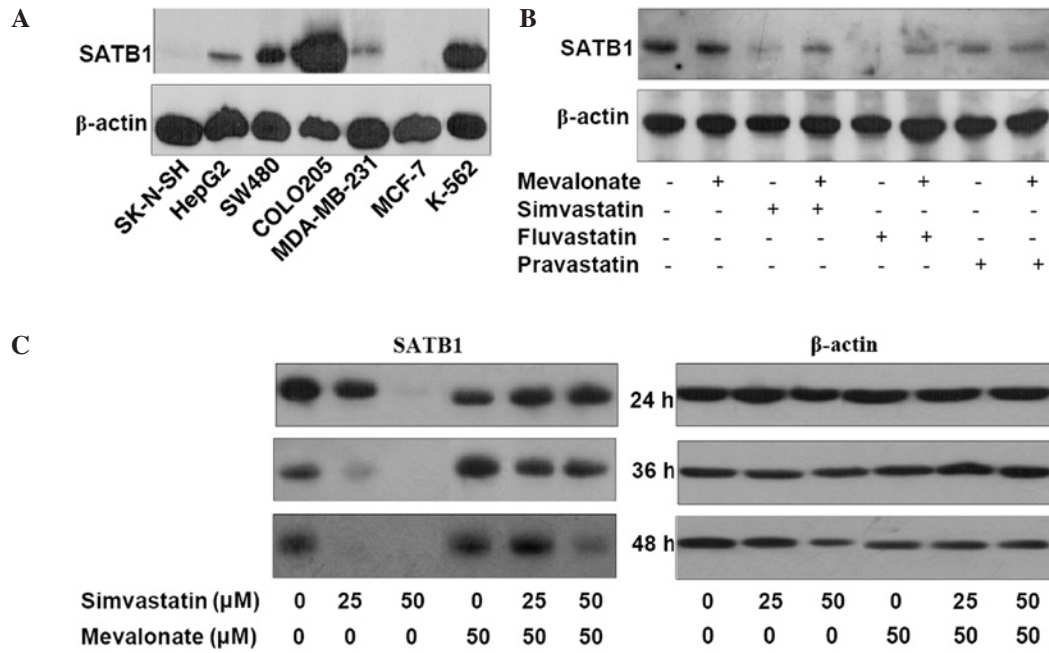 A
SATB1
β-actin
SK-N-SH
HepG2
SW480
COLO205
MDA-MB-231
MCF-7
K-562
B
SATB1
β-actin
Mevalonate - + - + - + - +
Simvastatin - - + + - - - -
Fluvastatin - - - - + + - -
Pravastatin - - - - - - + +
C
SATB1 β-actin
24 h
36 h
48 h
Simvastatin (µM) 0 25 50 0 25 50 0 25 50 0 25 50
Mevalonate (µM) 0 0 0 50 50 50 0 0 0 50 50 50